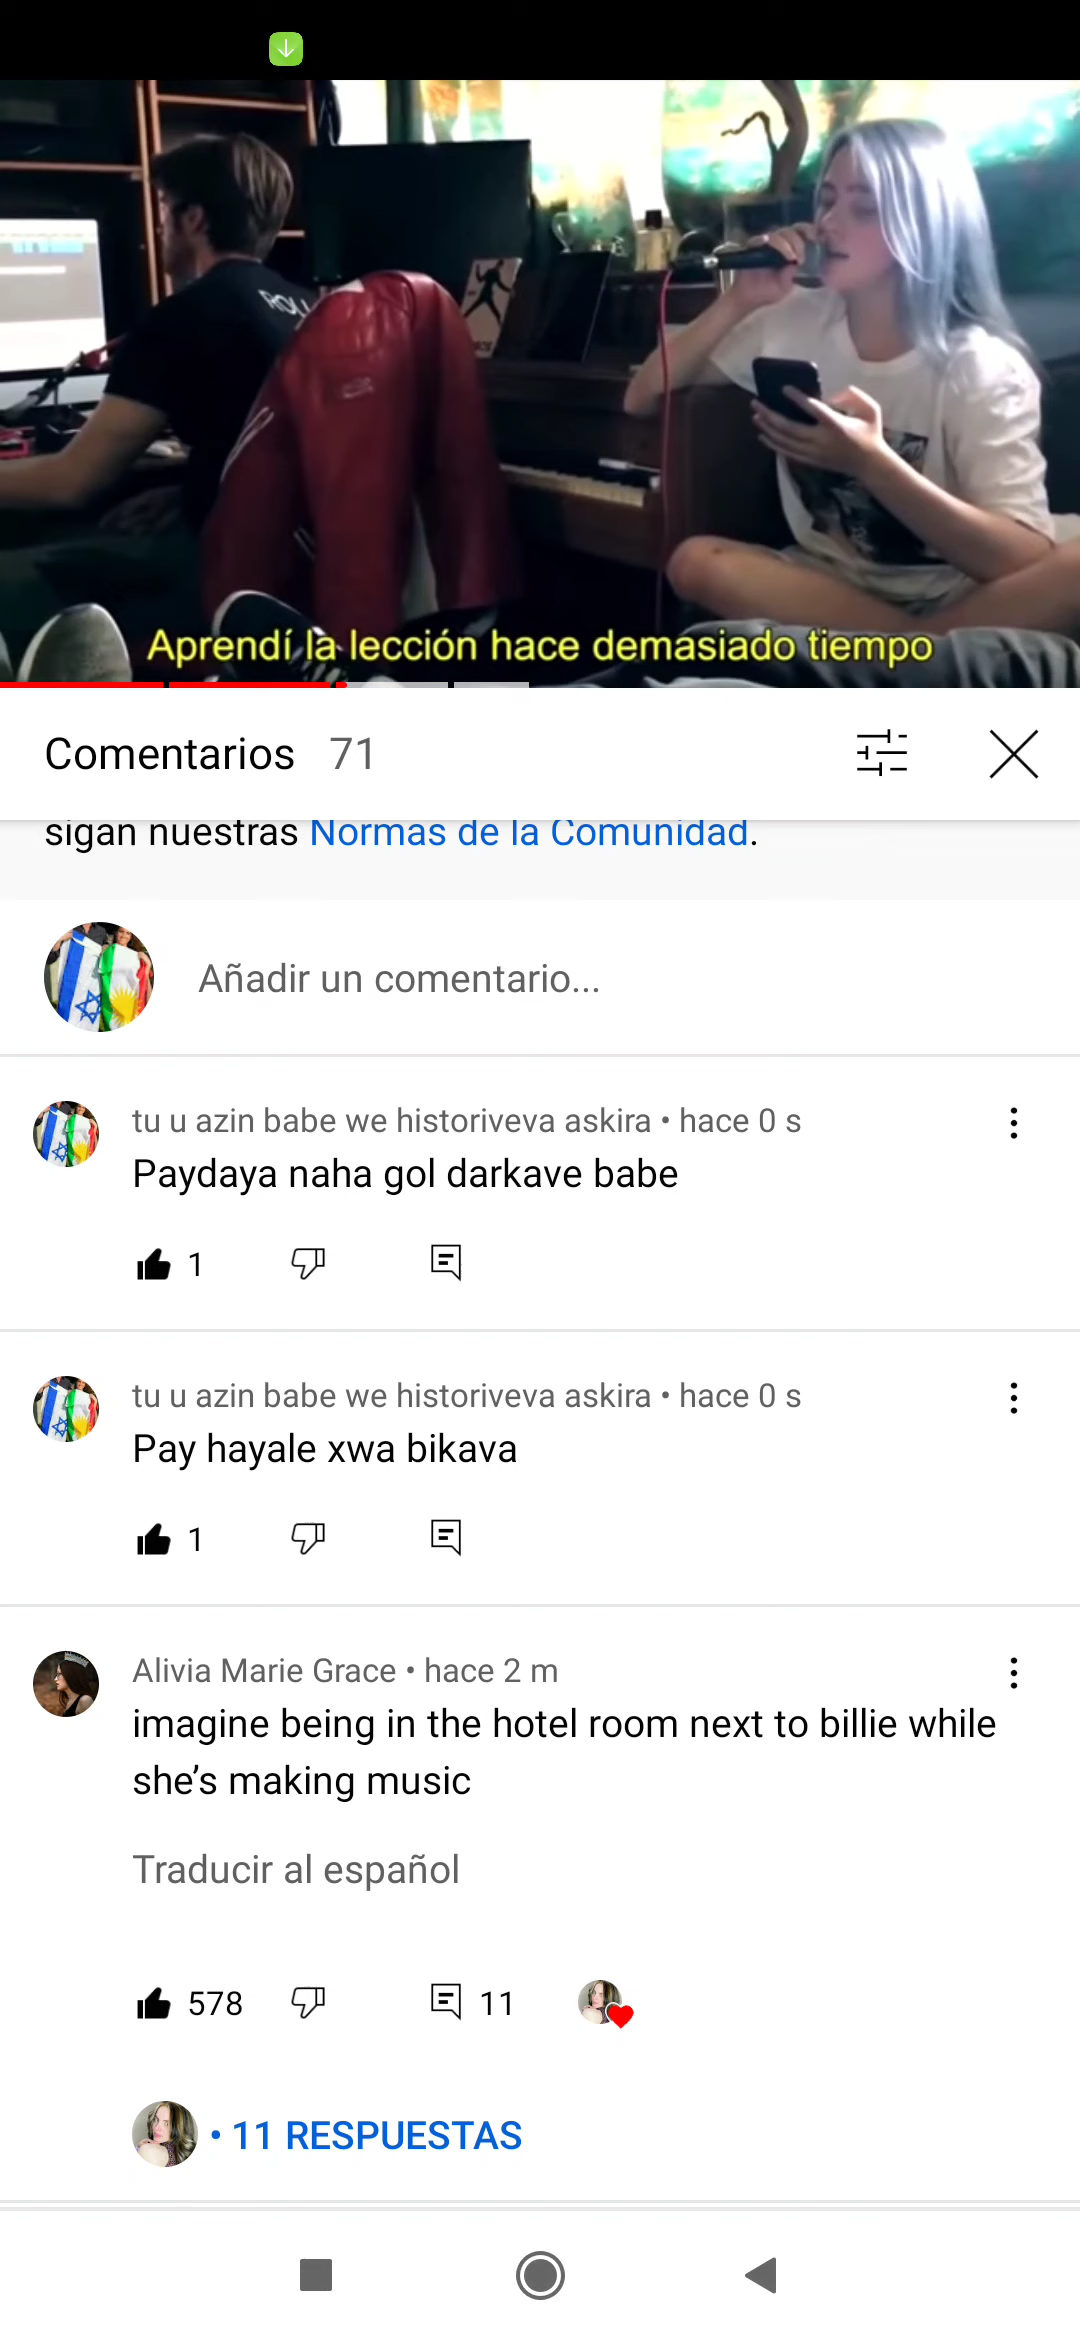 ROLL
Aprendí la lección hace demasiado tiempo
Comentarios 71
sigan nuestras Normas de la Comunidad.
Añadir un comentario...
tu u azin babe we historiveva askira • hace 0 s
Paydaya naha gol darkave babe
1
tu u azin babe we historiveva askira • hace 0 s
Pay hayale xwa bikava
1
Alivia Marie Grace • hace 2 m
imagine being in the hotel room next to billie while
she’s making music
Traducir al español
578 11
• 11 RESPUESTAS